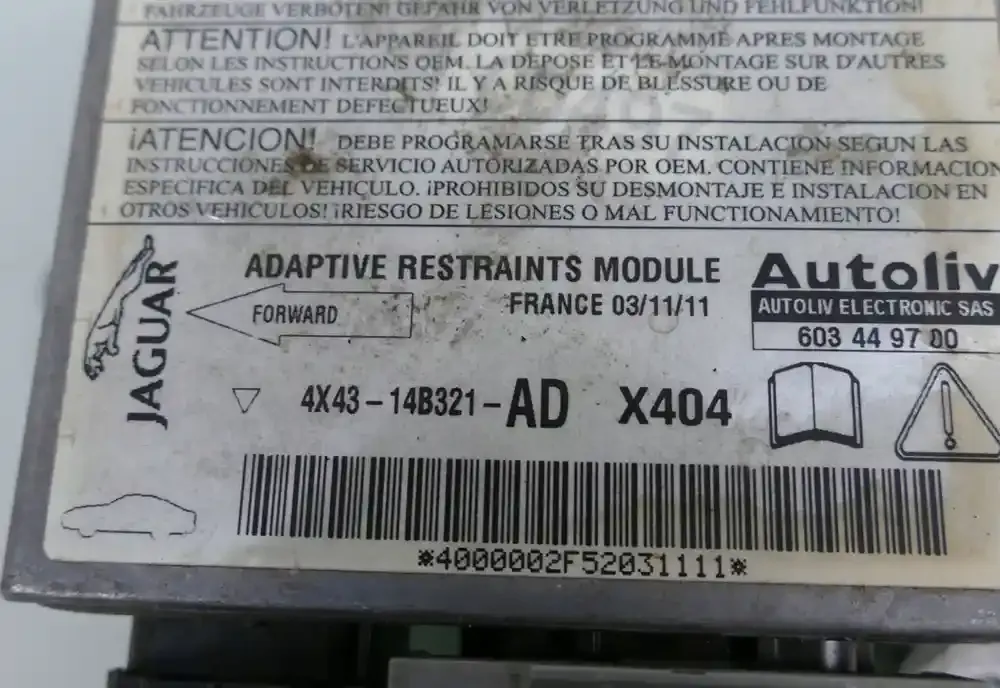 FAHRZEUGE VERBOTEN! GEFAHR VON VERLETZUNG UND FEHLFUNKTION!
ATTENTION! L'APPAREIL DOIT ETRE PROGRAMME APRES MONTAGE
SELON LES INSTRUCTIONS OEM. LA DEPOSE ET LE MONTAGE SUR D'AUTRES
VEHICULES SONT INTERDITS! IL Y A RISQUE DE BLESSURE OU DE
FONCTIONNEMENT DEFECTUEUX!
¡ATENCION! DEBE PROGRAMARSE TRAS SU INSTALACION SEGUN LAS
INSTRUCCIONES DE SERVICIO AUTORIZADAS POR OEM. CONTIENE INFORMACION
ESPECIFICA DEL VEHICULO. ¡PROHIBIDOS SU DESMONTAJE E INSTALACION EN
OTROS VEHICULOS! ¡RIESGO DE LESIONES O MAL FUNCTIONAMIENTO!
JAGUAR
ADAPTIVE RESTRAINTS MODULE
FORWARD
FRANCE 03/11/11
Autoliv
AUTOLIV ELECTRONIC SAS
603 44 97 00
4X43-14B321-AD X404
*4000002F52031111*